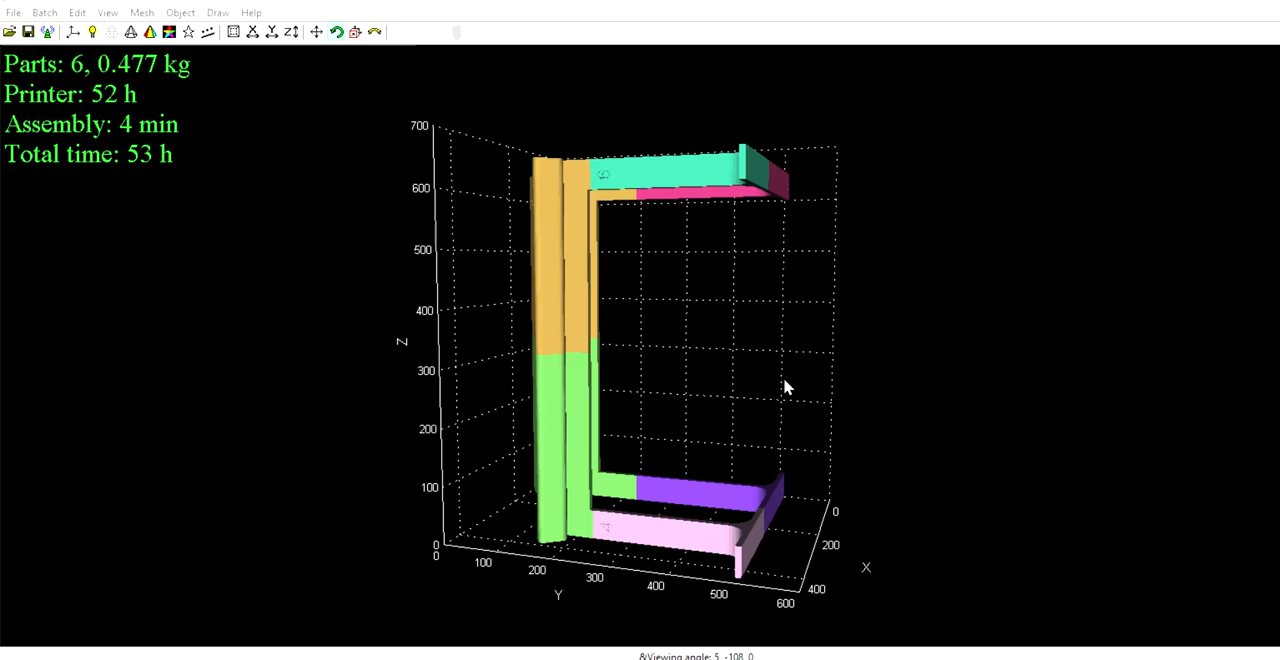 File Batch Edit View Mesh Object Draw Help
Parts: 6, 0.477 kg
Printer: 52 h
Assembly: 4 min
Total time: 53 h
700
600
500
400
300
200
100
0
Z
0
100
200
300
400
500
600
Y
0
200
400
X
&Viewing angle: 5, -108, 0